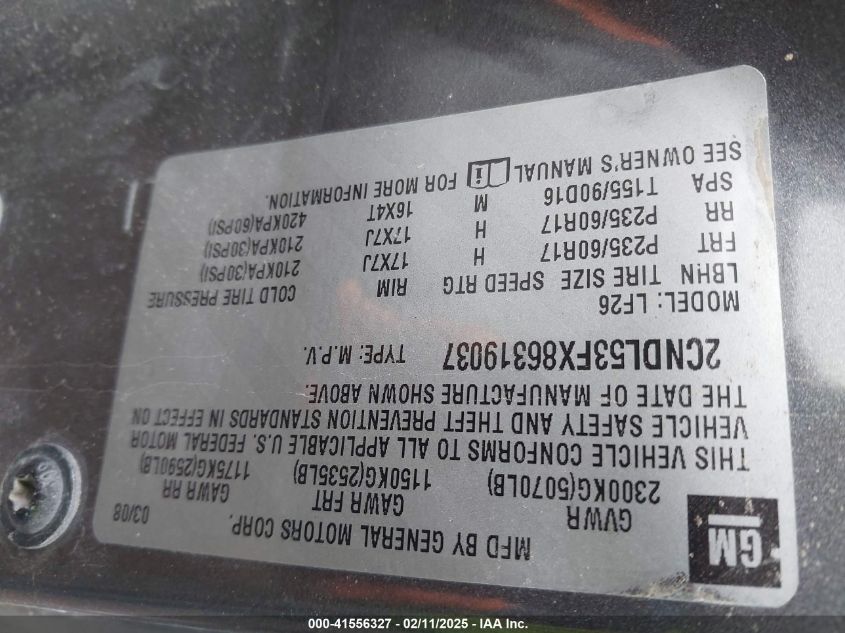 GM
MFD BY GENERAL MOTORS CORP. 03/08
GVWR GAWR FRT GAWR RR
2300KG(5070LB) 1150KG(2535LB) 1175KG(2590LB)
THIS VEHICLE CONFORMS TO ALL APPLICABLE U.S. FEDERAL MOTOR
VEHICLE SAFETY AND THEFT PREVENTION STANDARDS IN EFFECT ON
THE DATE OF MANUFACTURE SHOWN ABOVE.
2CNDL53FX86319037 TYPE: M.P.V.
MODEL: LF26
LBHN TIRE SIZE SPEED RTG RIM COLD TIRE PRESSURE
FRT P235/60R17 H 17X7J 210KPA(30PSI)
RR P235/60R17 H 17X7J 210KPA(30PSI)
SPA T155/90D16 M 16X4T 420KPA(60PSI)
SEE OWNER'S MANUAL i FOR MORE INFORMATION.
000-41556327 - 02/11/2025 - IAA Inc.